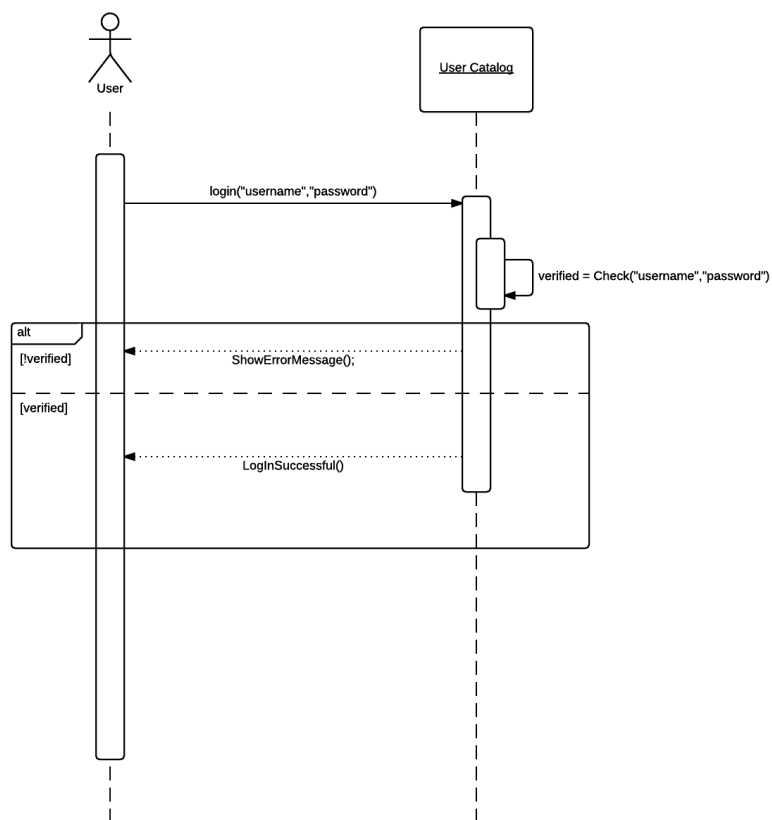 User
User Catalog
login("username","password")
verified = Check("username","password")
alt
[!verified]
ShowErrorMessage();
[verified]
LogInSuccessful()